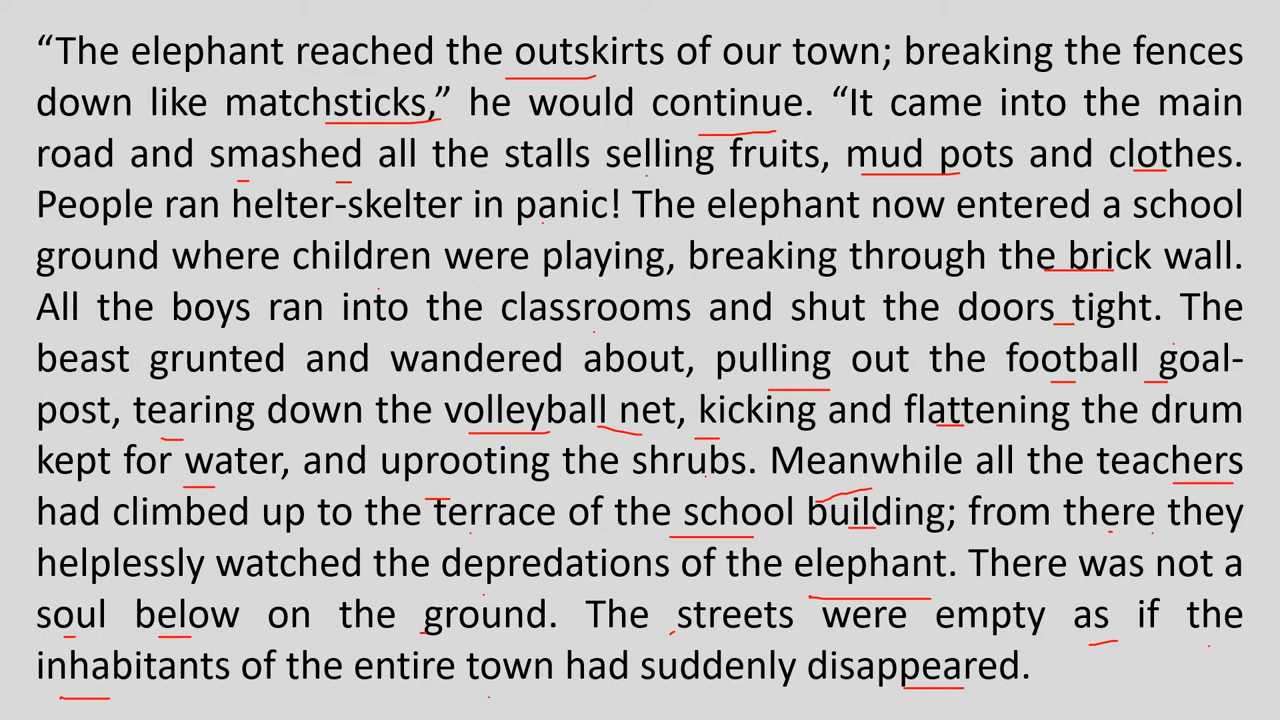 “The elephant reached the outskirts of our town; breaking the fences
down like matchsticks,” he would continue. “It came into the main
road and smashed all the stalls selling fruits, mud pots and clothes.
People ran helter-skelter in panic! The elephant now entered a school
ground where children were playing, breaking through the brick wall.
All the boys ran into the classrooms and shut the doors tight. The
beast grunted and wandered about, pulling out the football goal-
post, tearing down the volleyball net, kicking and flattening the drum
kept for water, and uprooting the shrubs. Meanwhile all the teachers
had climbed up to the terrace of the school building; from there they
helplessly watched the depredations of the elephant. There was not a
soul below on the ground. The streets were empty as if the
inhabitants of the entire town had suddenly disappeared.